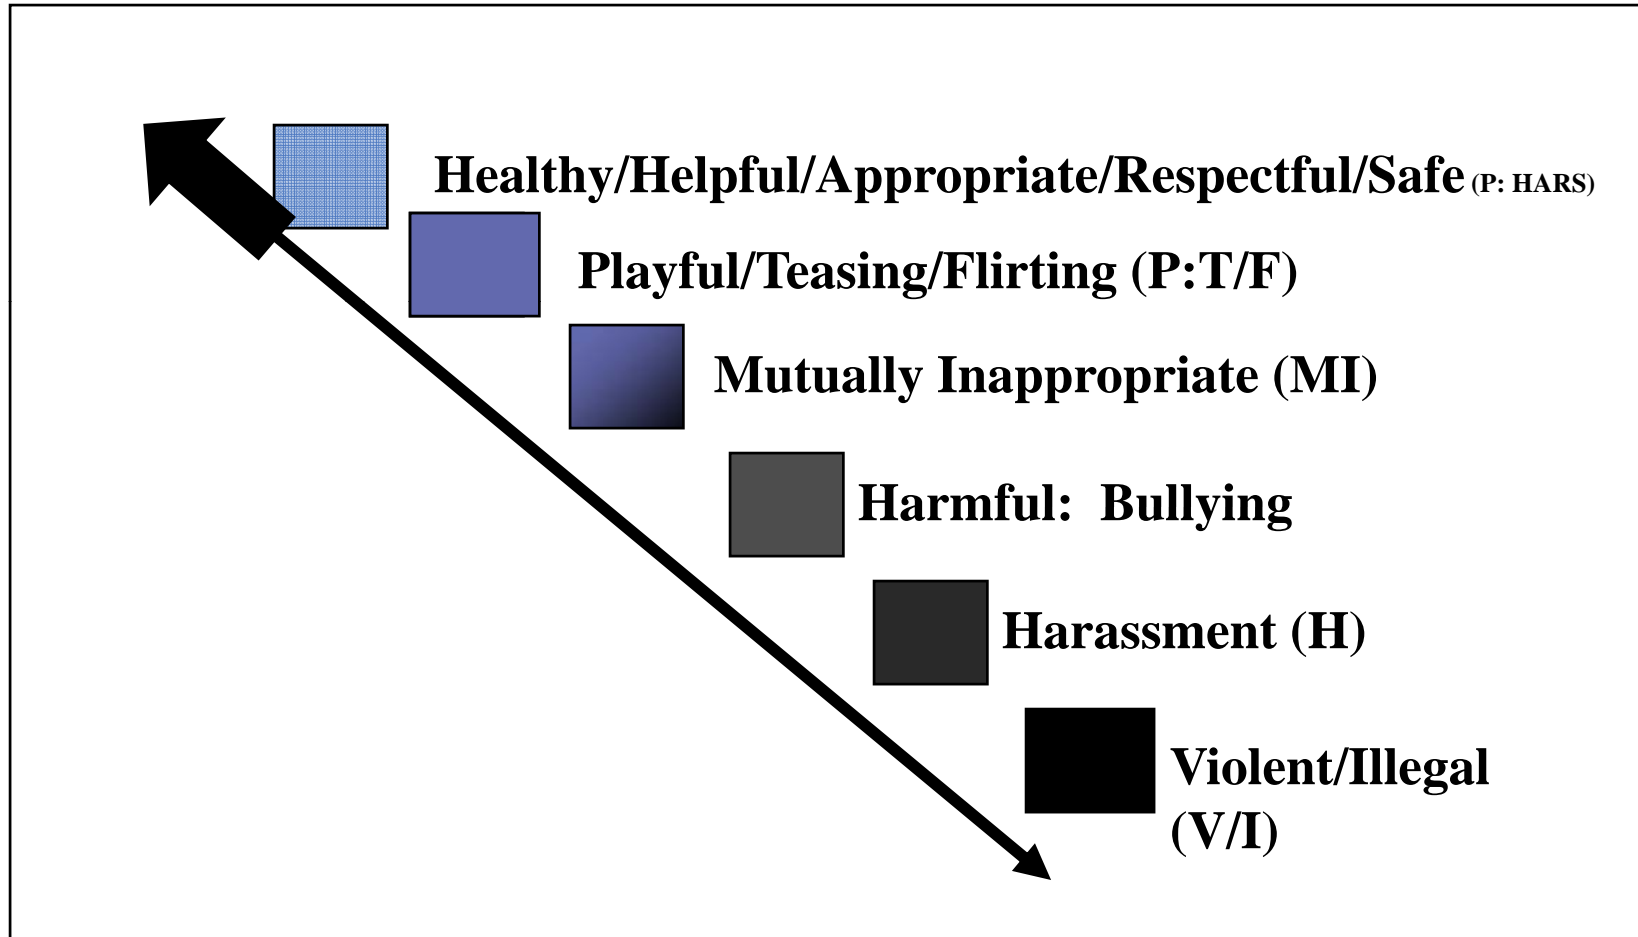 Healthy/Helpful/Appropriate/Respectful/Safe (P: HARS)
Playful/Teasing/Flirting (P:T/F)
Mutually Inappropriate (MI)
Harmful:  Bullying
Harassment (H)
Violent/Illegal
(V/I)